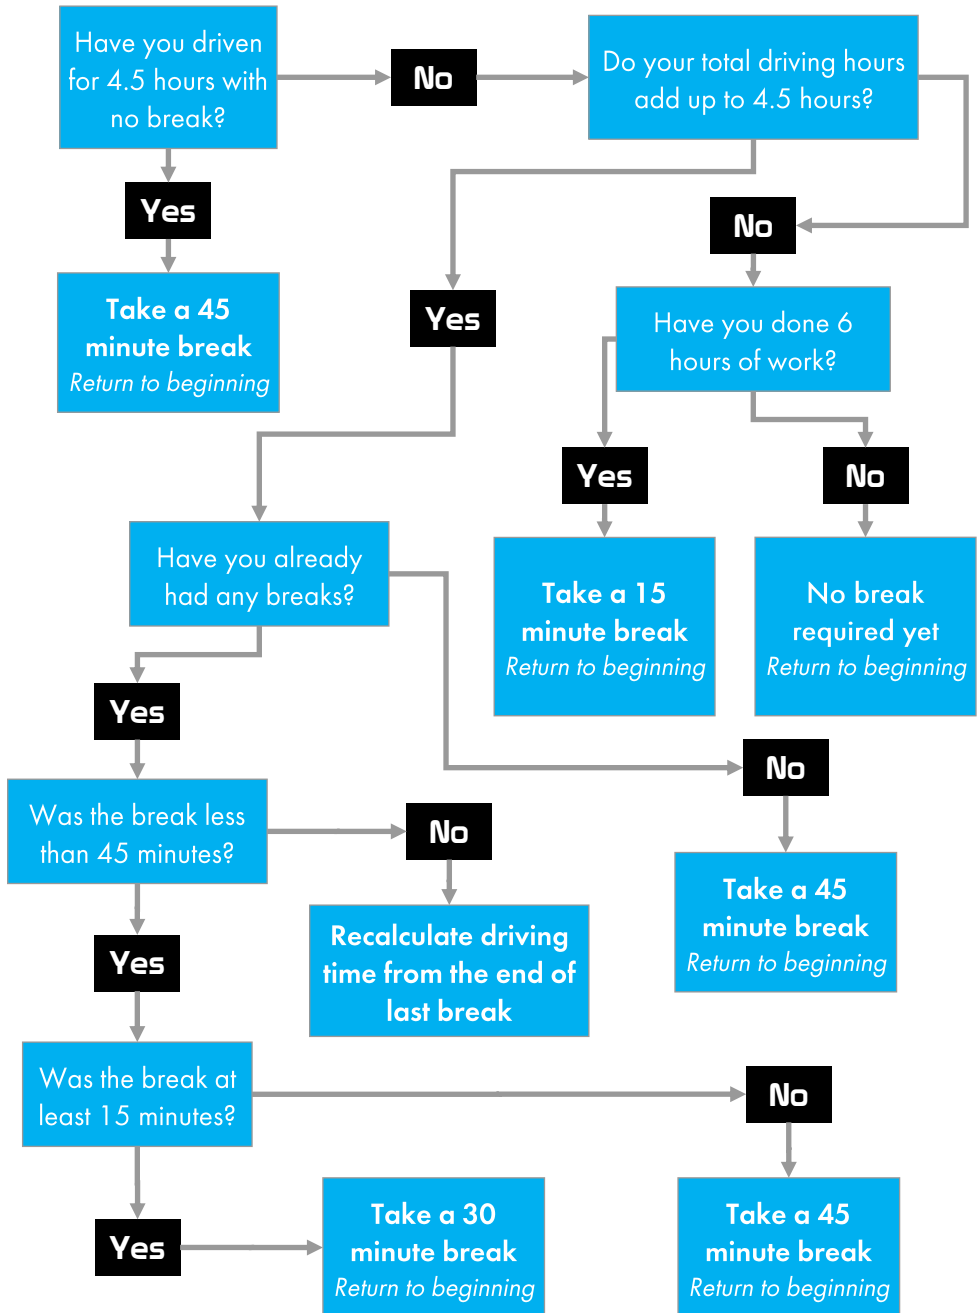 Have you driven
for 4.5 hours with
no break?
No
Do your total driving hours
add up to 4.5 hours?
Yes
No
Take a 45
minute break
Return to beginning
Yes
Have you done 6
hours of work?
Yes
No
Have you already
had any breaks?
Take a 15
minute break
Return to beginning
No break
required yet
Return to beginning
Yes
No
Was the break less
than 45 minutes?
No
Take a 45
minute break
Return to beginning
Recalculate driving
time from the end of
last break
Yes
Was the break at
least 15 minutes?
No
Yes
Take a 30
minute break
Return to beginning
Take a 45
minute break
Return to beginning